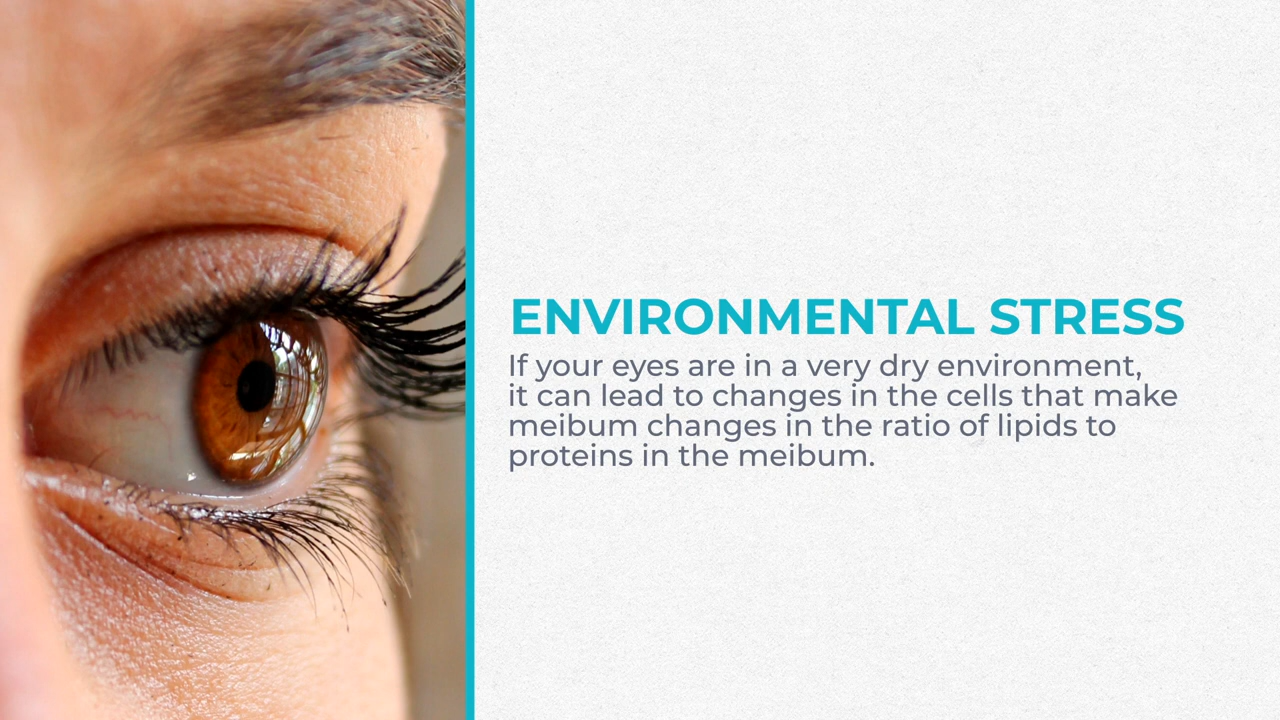 ENVIRONMENTAL STRESS
If your eyes are in a very dry environment,
it can lead to changes in the cells that make
meibum changes in the ratio of lipids to
proteins in the meibum.